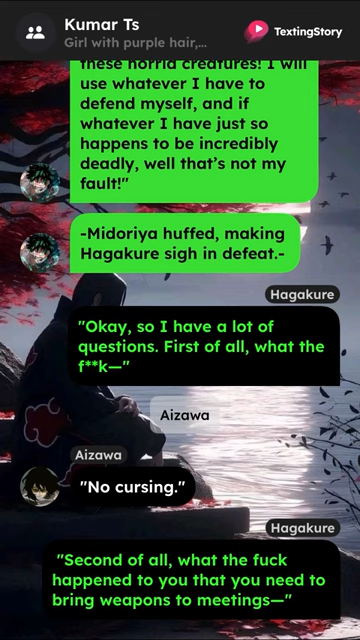 Kumar Ts
Girl with purple hair,...
TextingStory
these horrid creatures! I will
use whatever I have to
defend myself, and if
whatever I have just so
happens to be incredibly
deadly, well that’s not my
fault!"
-Midoriya huffed, making
Hagakure sigh in defeat.-
Hagakure
"Okay, so I have a lot of
questions. First of all, what the
f**k—"
Aizawa
Aizawa
"No cursing."
Hagakure
"Second of all, what the fuck
happened to you that you need to
bring weapons to meetings—"